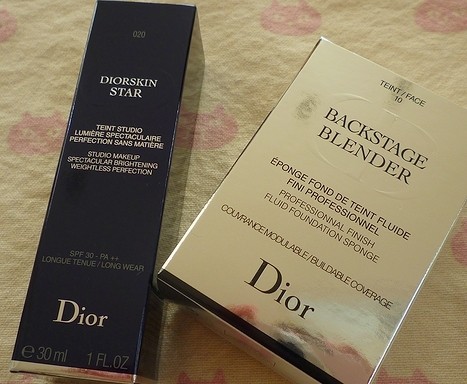 020
DIORSKIN
STAR
TEINT STUDIO
LUMIÈRE SPECTACULAIRE
PERFECTION SANS MATIÈRE
STUDIO MAKEUP
SPECTACULAR BRIGHTENING
WEIGHTLESS PERFECTION
SPF 30 - PA ++
LONGUE TENUE / LONG WEAR
Dior
℮ 30 ml 1 FL.OZ
TEINT/FACE
10
BACKSTAGE
BLENDER
ÉPONGE FOND DE TEINT FLUIDE
FINI PROFESSIONNEL
PROFESSIONNAL FINISH
FLUID FOUNDATION SPONGE
COUVRANCE MODULABLE/BUILDABLE COVERAGE
Dior